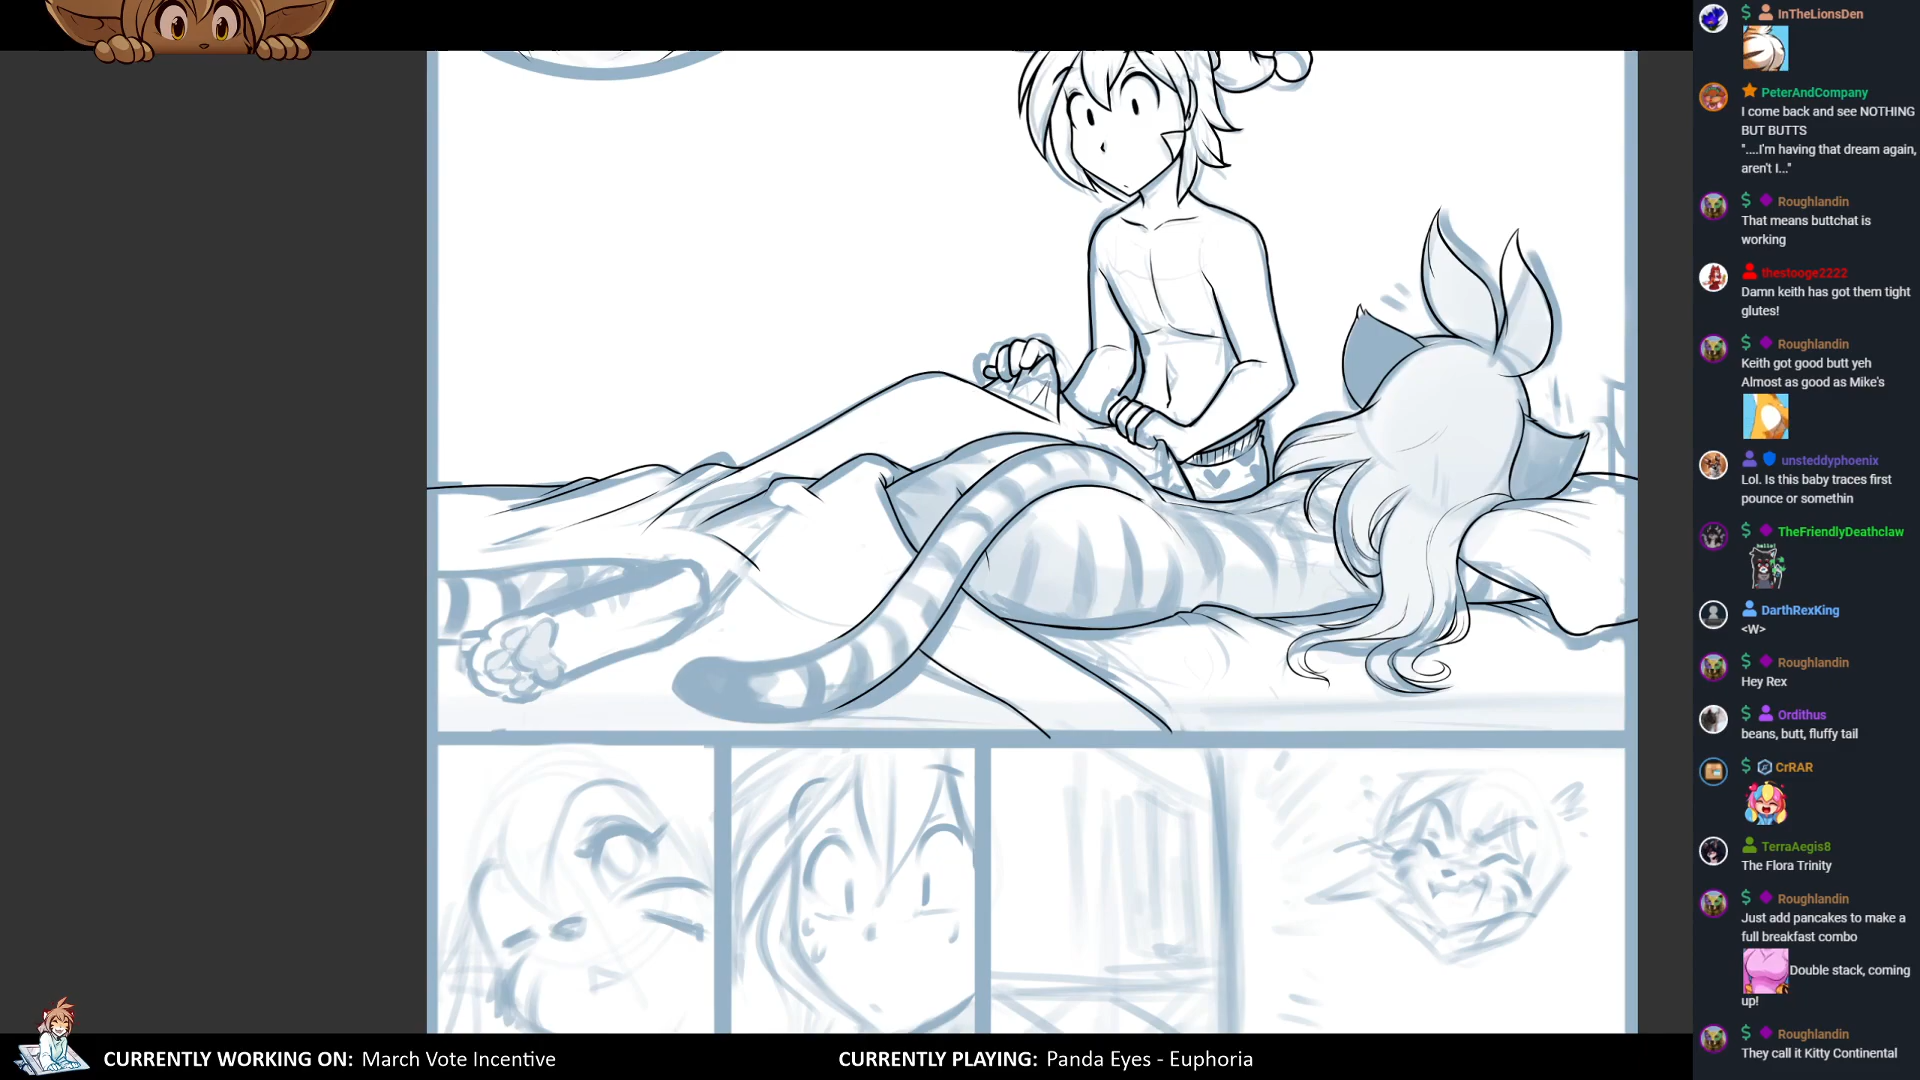 InTheLionsDen
PeterAndCompany
I come back and see NOTHING
BUT BUTTS
"....I'm having that dream again,
aren't I..."
Roughlandin
That means buttchat is
working
thestooge2222
Damn keith has got them tight
glutes!
Roughlandin
Keith got good butt yeh
Almost as good as Mike's
unsteddyphoenix
Lol. Is this baby traces first
pounce or somethin
TheFriendlyDeathclaw
hello!
DarthRexKing
<W>
Roughlandin
Hey Rex
Ordithus
beans, butt, fluffy tail
CrRAR
TerraAegis8
The Flora Trinity
Roughlandin
Just add pancakes to make a
full breakfast combo
Double stack, coming
up!
Roughlandin
They call it Kitty Continental
CURRENTLY WORKING ON: March Vote Incentive
CURRENTLY PLAYING: Panda Eyes - Euphoria